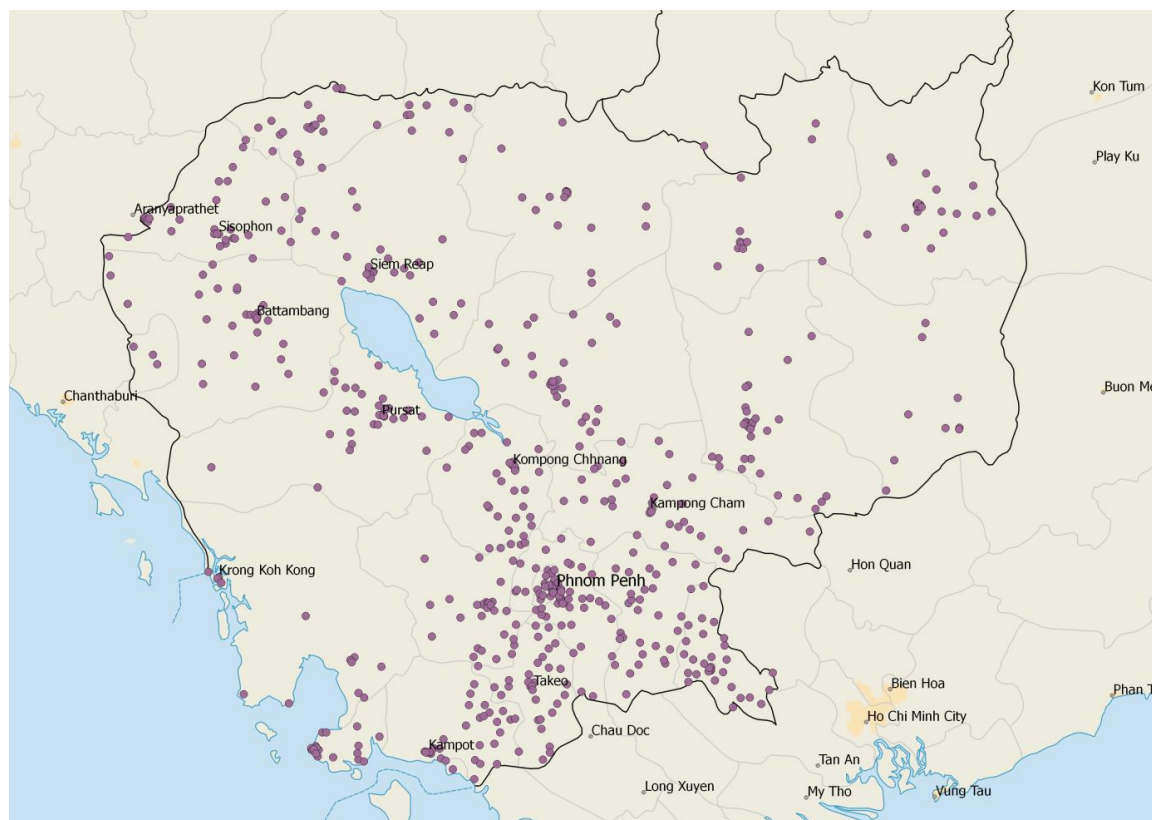 Kon Tum
Play Ku
Aranyaprathet
Sisophon
Siem Reap
Battambang
Buon Me
Chanthaburi
Pursat
Kompong Chhnang
Kampong Cham
Hon Quan
Krong Koh Kong
Phnom Penh
Takeo
Bien Hoa
Phan T
Ho Chi Minh City
Chau Doc
Kampot
Tan An
Long Xuyen
My Tho
Vung Tau